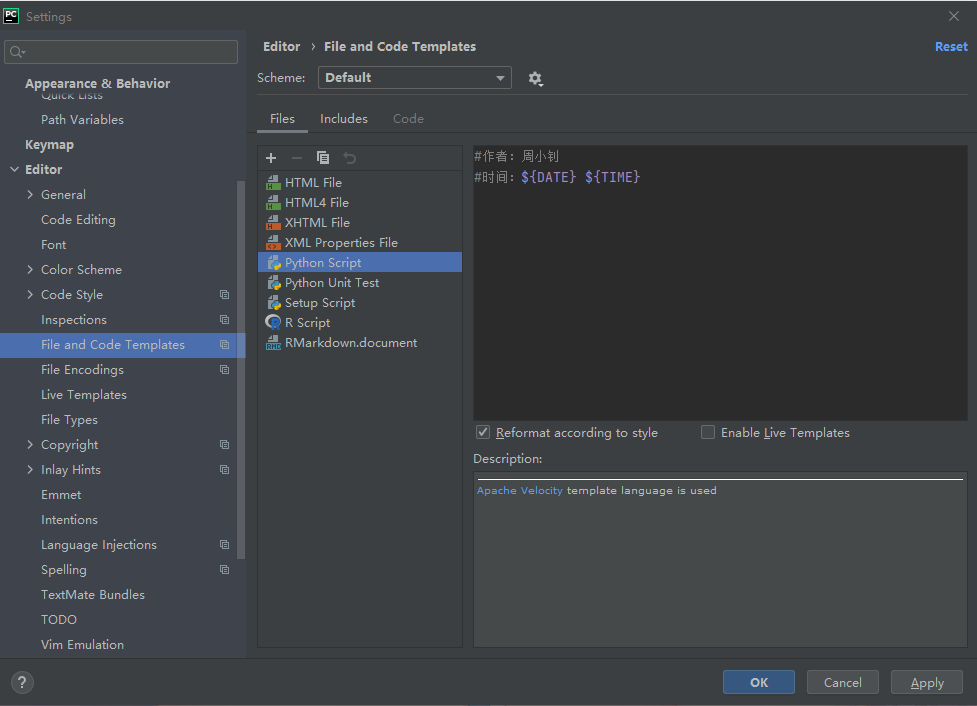 PC Settings
Editor › File and Code Templates Reset
Scheme: Default
Files Includes Code
Appearance & Behavior
Quick Lists
Path Variables
Keymap
Editor
General
Code Editing
Font
Color Scheme
Code Style
Inspections
File and Code Templates
File Encodings
Live Templates
File Types
Copyright
Inlay Hints
Emmet
Intentions
Language Injections
Spelling
TextMate Bundles
TODO
Vim Emulation
HTML File
HTML4 File
XHTML File
XML Properties File
Python Script
Python Unit Test
Setup Script
R Script
RMarkdown.document
#作者：周小钊
#时间：${DATE} ${TIME}
Reformat according to style Enable Live Templates
Description:
Apache Velocity template language is used
? OK Cancel Apply